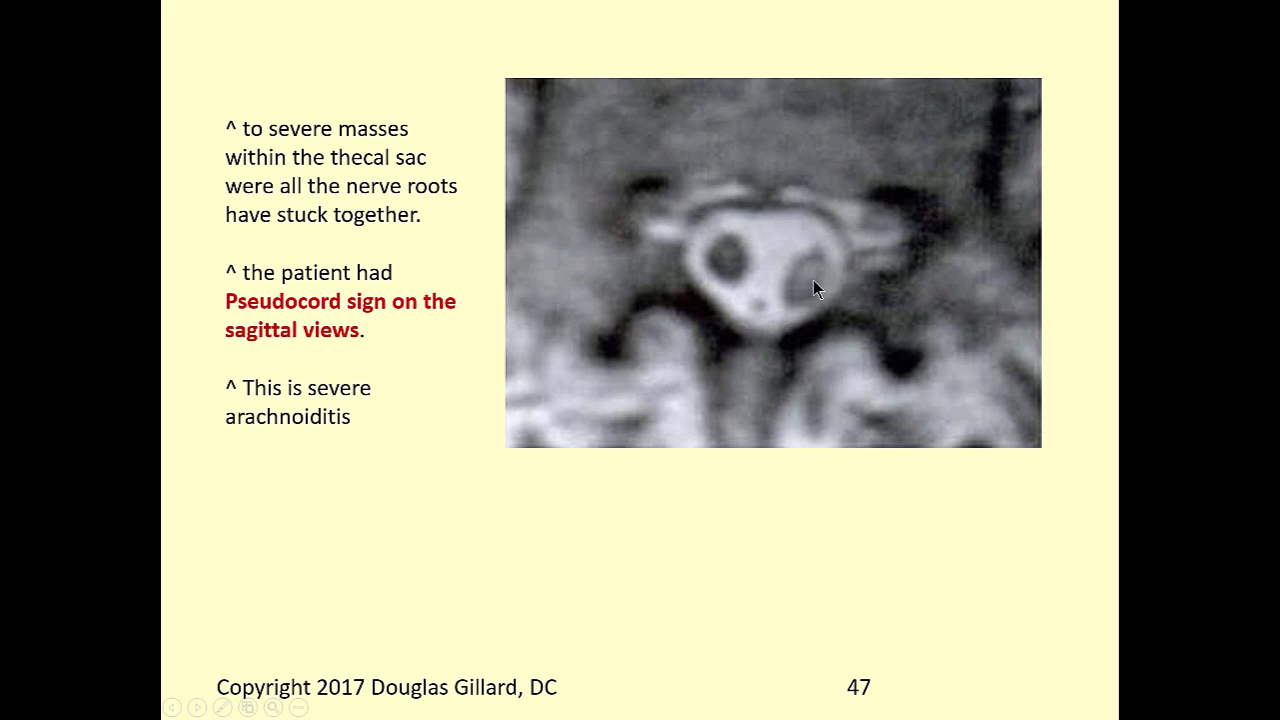 ^ to severe masses
within the thecal sac
were all the nerve roots
have stuck together.
^ the patient had
Pseudocord sign on the
sagittal views.
^ This is severe
arachnoiditis
Copyright 2017 Douglas Gillard, DC
47